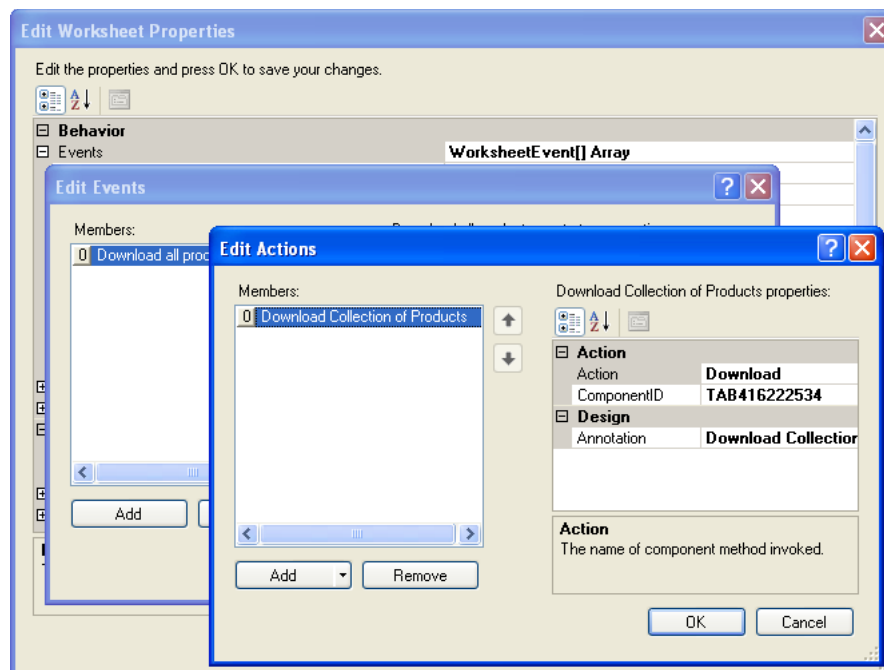 Edit Worksheet Properties
Edit the properties and press OK to save your changes.
Behavior
Events WorksheetEvent[] Array
Edit Events
Members:
0 Download all proc
Add
Edit Actions
Members:
0 Download Collection of Products
Add Remove
Download Collection of Products properties:
Action
Action Download
ComponentID TAB416222534
Design
Annotation Download Collection
Action
The name of component method invoked.
OK Cancel